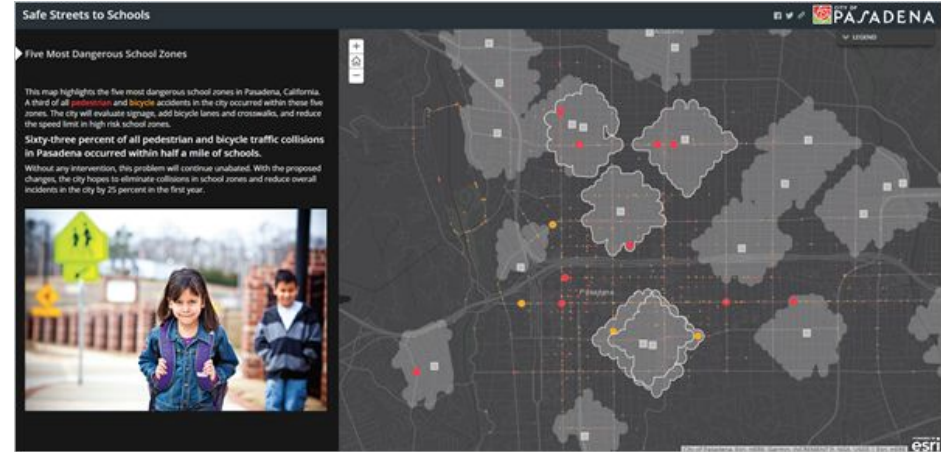 Safe Streets to Schools
CITY OF
PASADENA
Five Most Dangerous School Zones
LEGEND
This map highlights the five most dangerous school zones in Pasadena, California.
A third of all pedestrian and bicycle accidents in the city occurred within these five
zones. The city will evaluate signage, add bicycle lanes and crosswalks, and reduce
the speed limit in high risk school zones.
Sixty-three percent of all pedestrian and bicycle traffic collisions
in Pasadena occurred within half a mile of schools.
Without any intervention, this problem will continue unabated. With the proposed
changes, the city hopes to eliminate collisions in school zones and reduce overall
incidents in the city by 25 percent in the first year.
Altadena
Pasadena
POWERED BY
esri